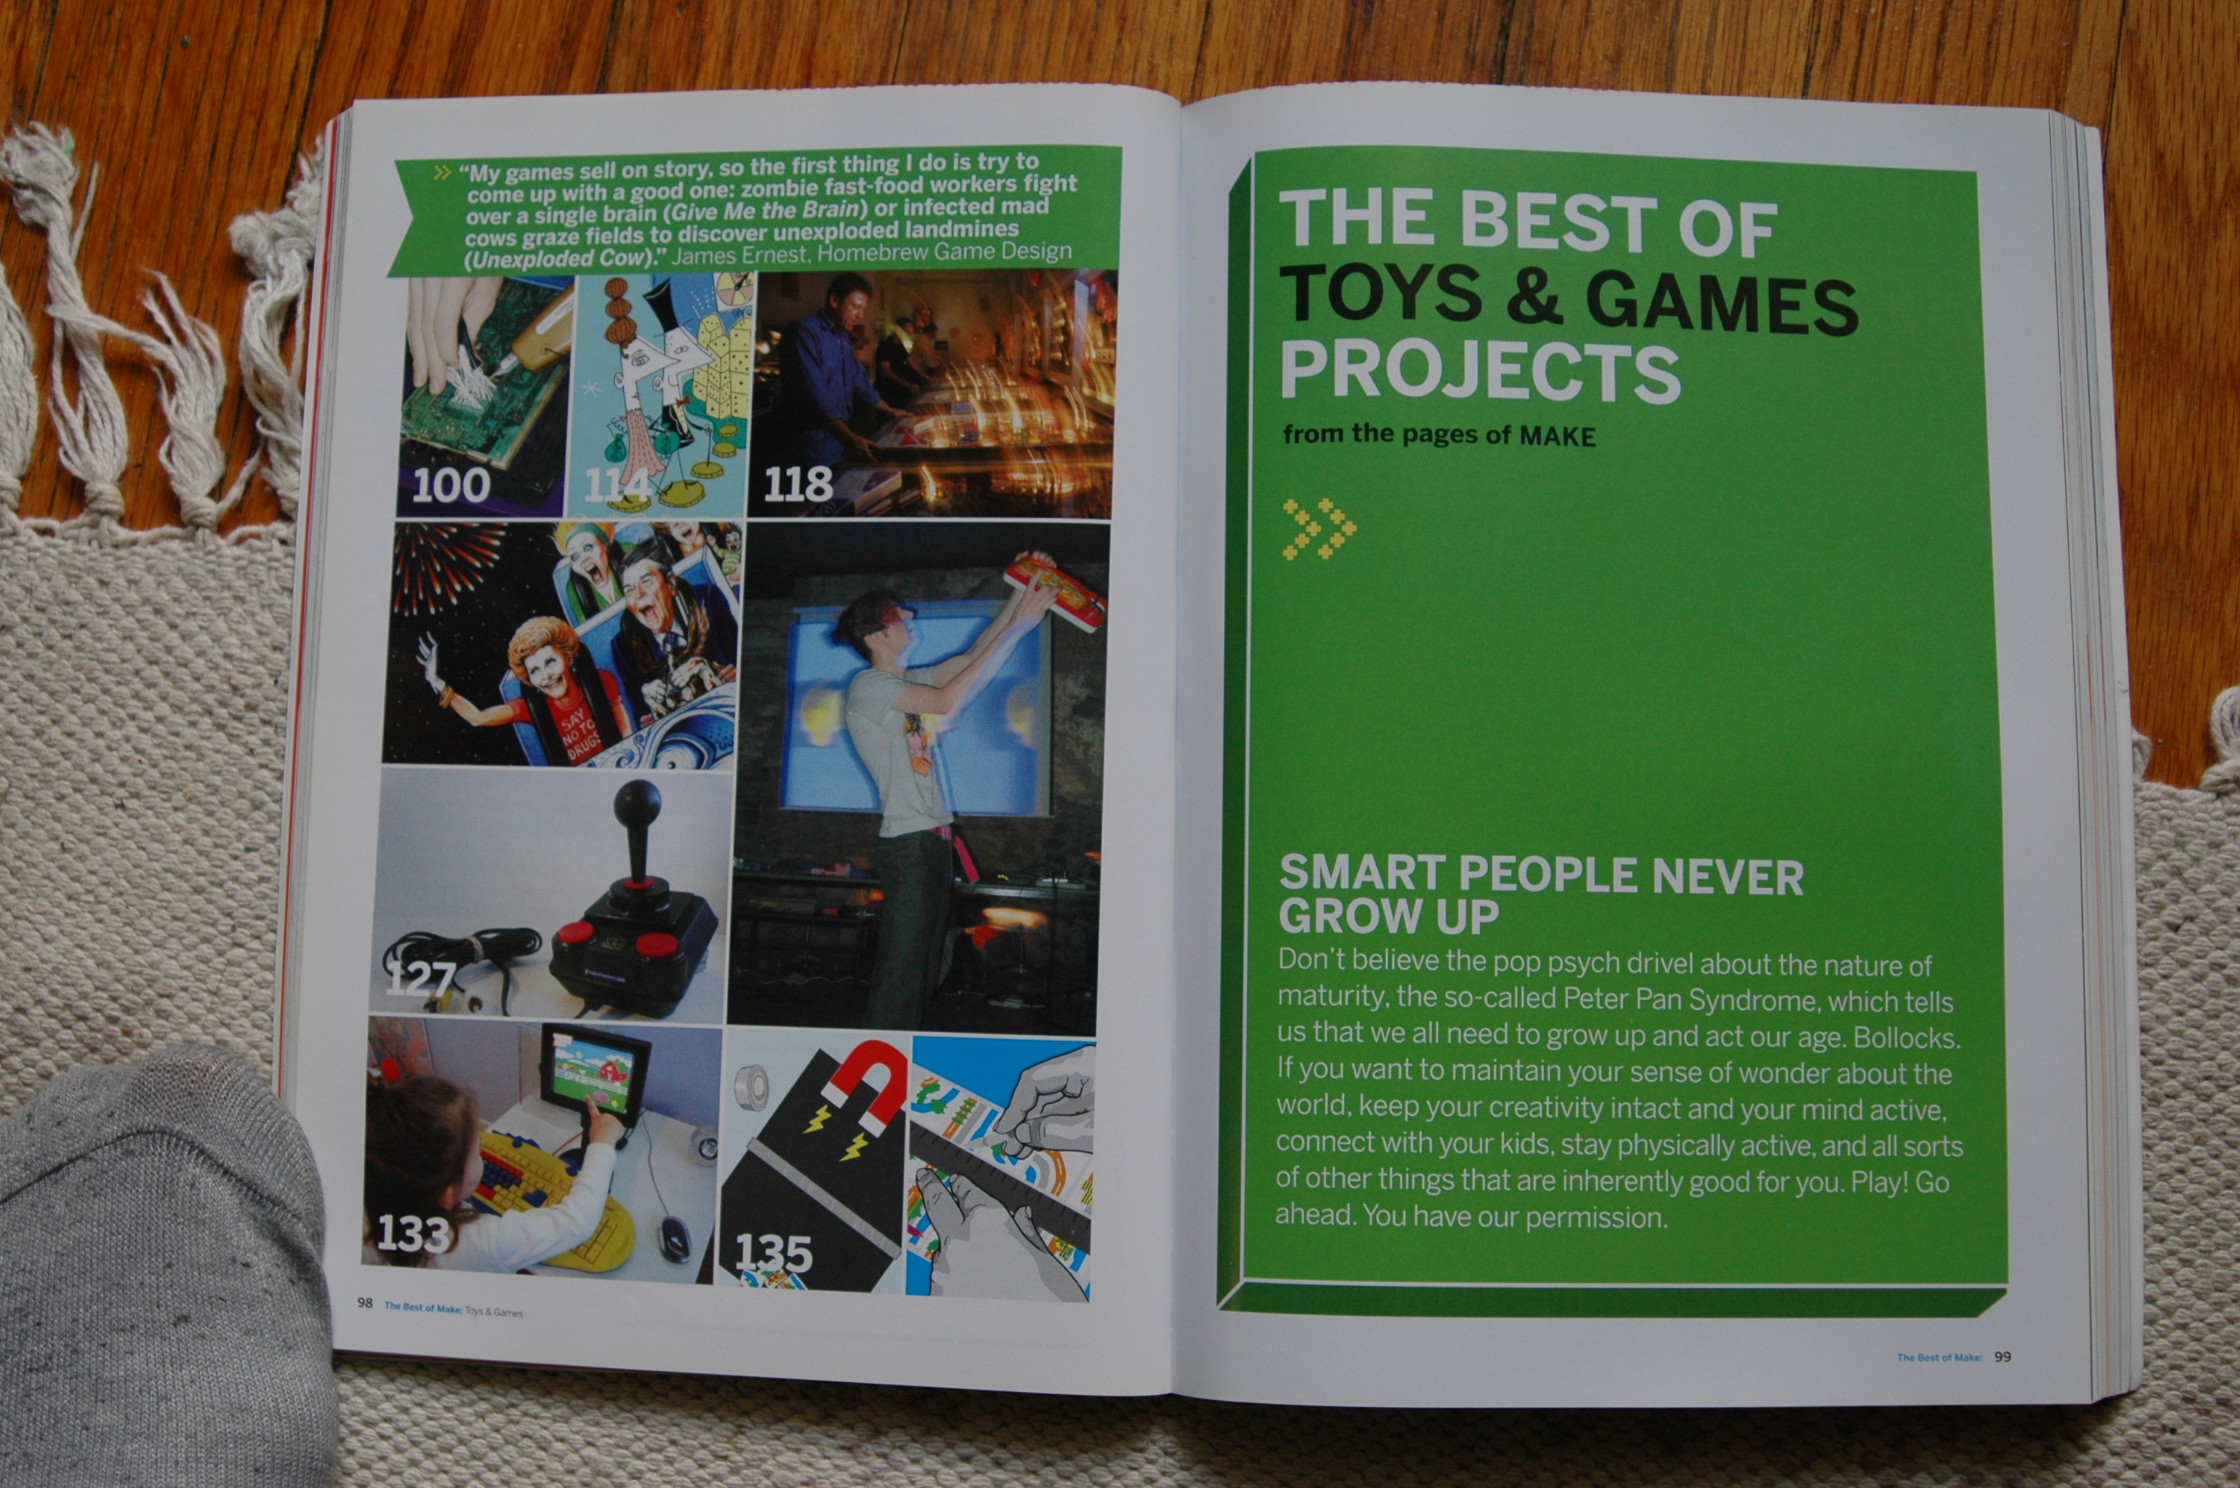 "My games sell on story, so the first thing I do is try to
come up with a good one: zombie fast-food workers fight
over a single brain (Give Me the Brain) or infected mad
cows graze fields to discover unexploded landmines
(Unexploded Cow)." James Ernest, Homebrew Game Design
100
114
118
SAY
NO TO
DRUGS
127
133
135
98 The Best of Make: Toys & Games
THE BEST OF
TOYS & GAMES
PROJECTS
from the pages of MAKE
SMART PEOPLE NEVER
GROW UP
Don't believe the pop psych drivel about the nature of
maturity, the so-called Peter Pan Syndrome, which tells
us that we all need to grow up and act our age. Bollocks.
If you want to maintain your sense of wonder about the
world, keep your creativity intact and your mind active,
connect with your kids, stay physically active, and all sorts
of other things that are inherently good for you. Play! Go
ahead. You have our permission.
The Best of Make: 99